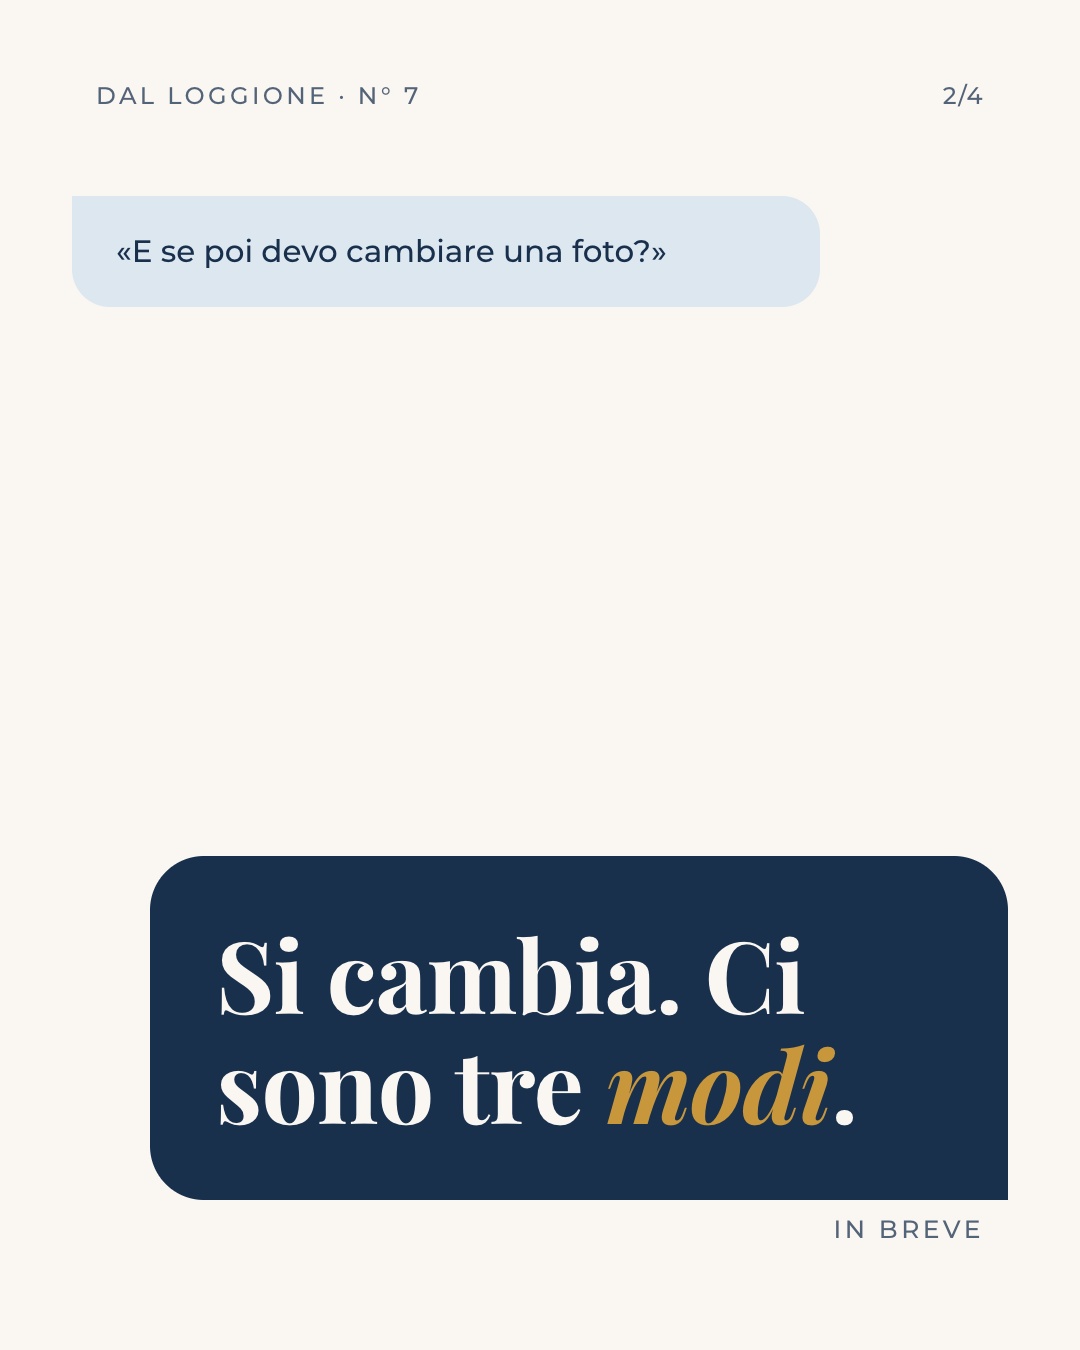 DAL LOGGIONE · N° 7
2/4
«E se poi devo cambiare una foto?»
Si cambia. Ci
sono tre modi.
IN BREVE